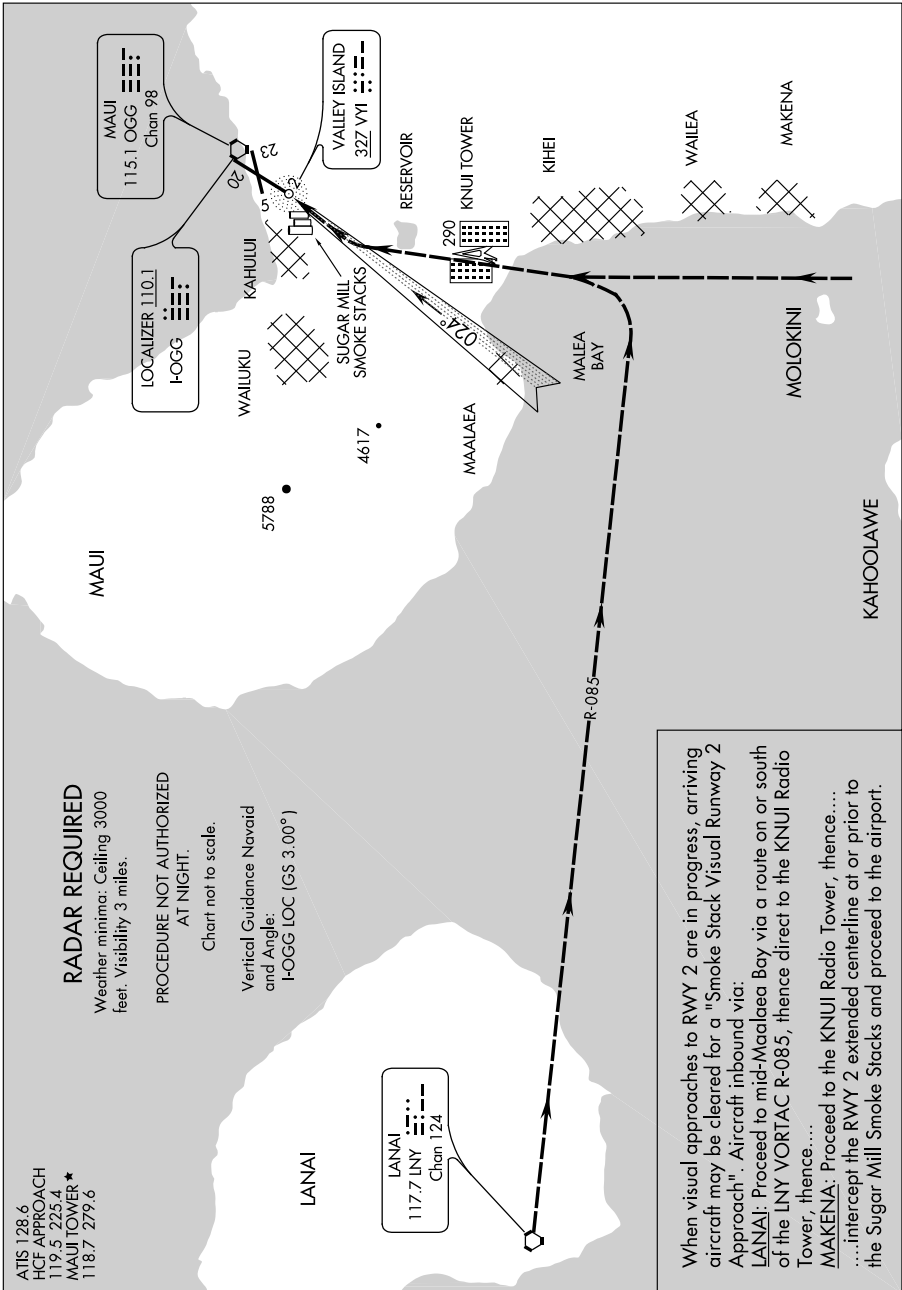 ATIS 128.6
HCF APPROACH
119.5 225.4
MAUI TOWER ★
118.7 279.6
RADAR REQUIRED
Weather minima: Ceiling 3000
feet. Visibility 3 miles.
PROCEDURE NOT AUTHORIZED
AT NIGHT.
Chart not to scale.
Vertical Guidance Navaid
and Angle:
I-OGG LOC (GS 3.00°)
MAUI
5788
4617
WAILUKU
KAHULUI
LOCALIZER 110.1
I-OGG
MAUI
115.1 OGG
Chan 98
20
23
5
2
VALLEY ISLAND
327 VYI
SUGAR MILL
SMOKE STACKS
RESERVOIR
024°
290
KNUI TOWER
MAALAEA
MALEA
BAY
KIHEI
WAILEA
MAKENA
MOLOKINI
KAHOOLAWE
LANAI
LANAI
117.7 LNY
Chan 124
R-085
When visual approaches to RWY 2 are in progress, arriving
aircraft may be cleared for a "Smoke Stack Visual Runway 2
Approach". Aircraft inbound via:
LANAI: Proceed to mid-Maalaea Bay via a route on or south
of the LNY VORTAC R-085, thence direct to the KNUI Radio
Tower, thence....
MAKENA: Proceed to the KNUI Radio Tower, thence....
....intercept the RWY 2 extended centerline at or prior to
the Sugar Mill Smoke Stacks and proceed to the airport.